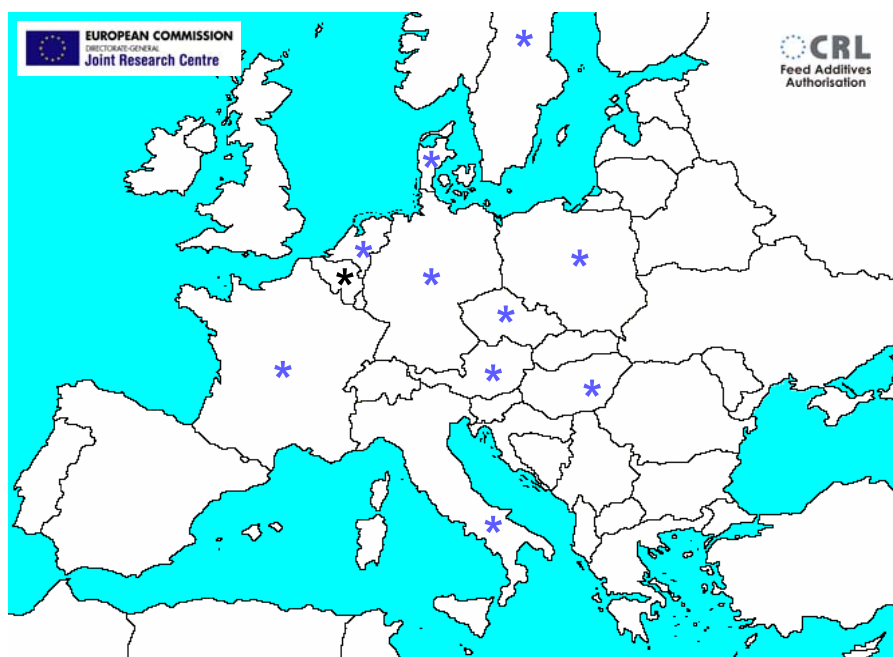 EUROPEAN COMMISSION
DIRECTORATE-GENERAL
Joint Research Centre
CRL
Feed Additives
Authorisation